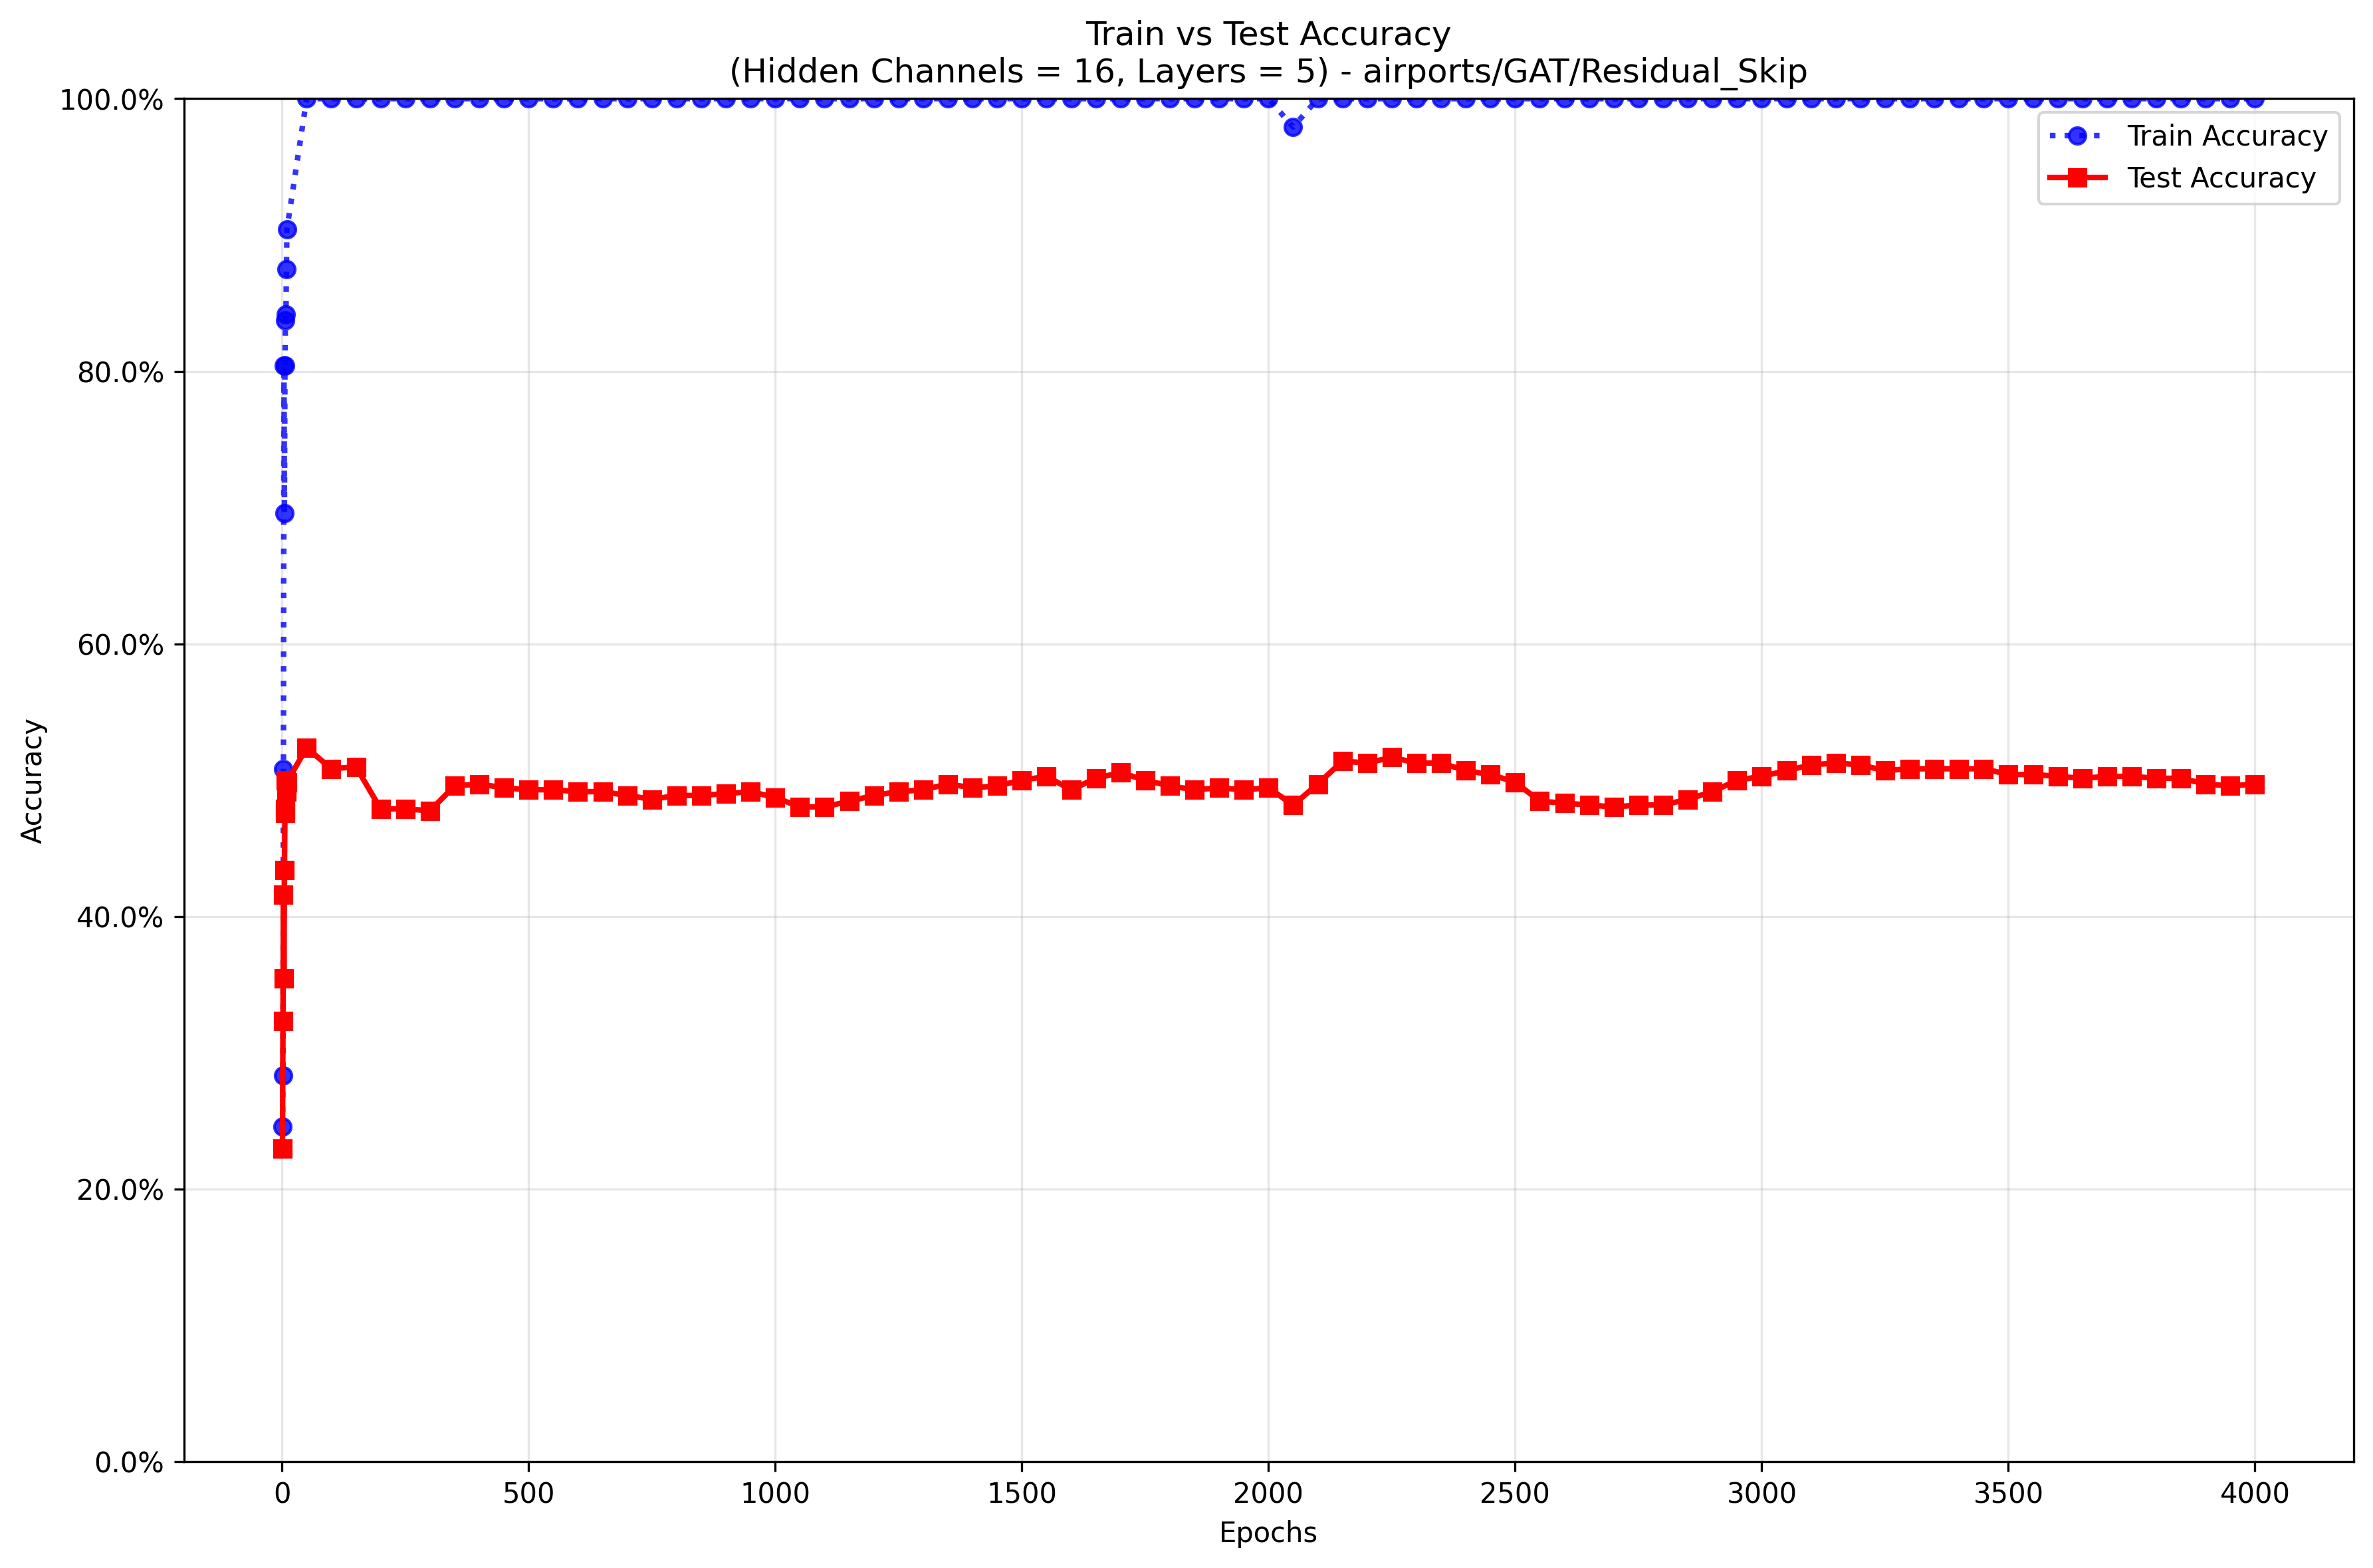 Train vs Test Accuracy
(Hidden Channels = 16, Layers = 5) - airports/GAT/Residual_Skip
100.0%
80.0%
60.0%
40.0%
20.0%
0.0%
Accuracy
Train Accuracy
Test Accuracy
0 500 1000 1500 2000 2500 3000 3500 4000
Epochs